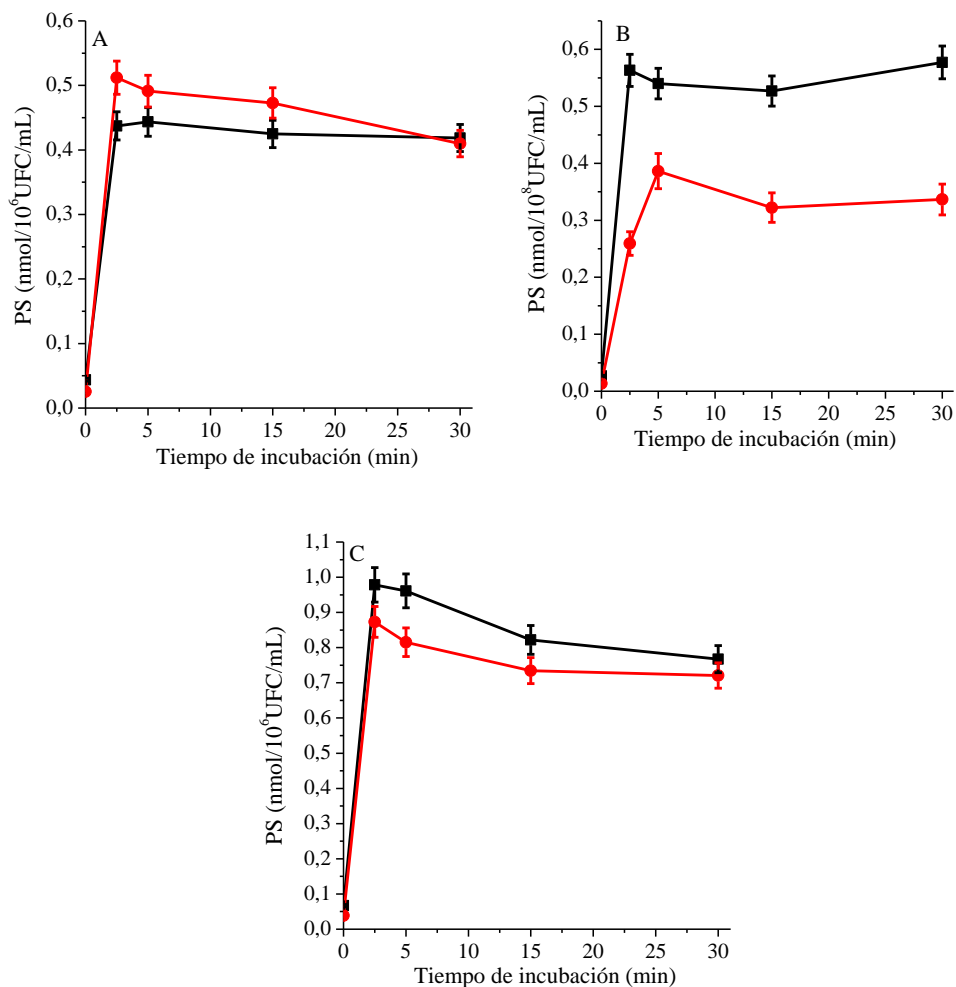 A
0,6
0,5
0,4
0,3
0,2
0,1
0,0
PS (nmol/10⁶UFC/mL)
0 5 10 15 20 25 30
Tiempo de incubación (min)
B
0,6
0,5
0,4
0,3
0,2
0,1
0,0
PS (nmol/10⁸UFC/mL)
0 5 10 15 20 25 30
Tiempo de incubación (min)
C
1,1
1,0
0,9
0,8
0,7
0,6
0,5
0,4
0,3
0,2
0,1
0,0
PS (nmol/10⁶UFC/mL)
0 5 10 15 20 25 30
Tiempo de incubación (min)